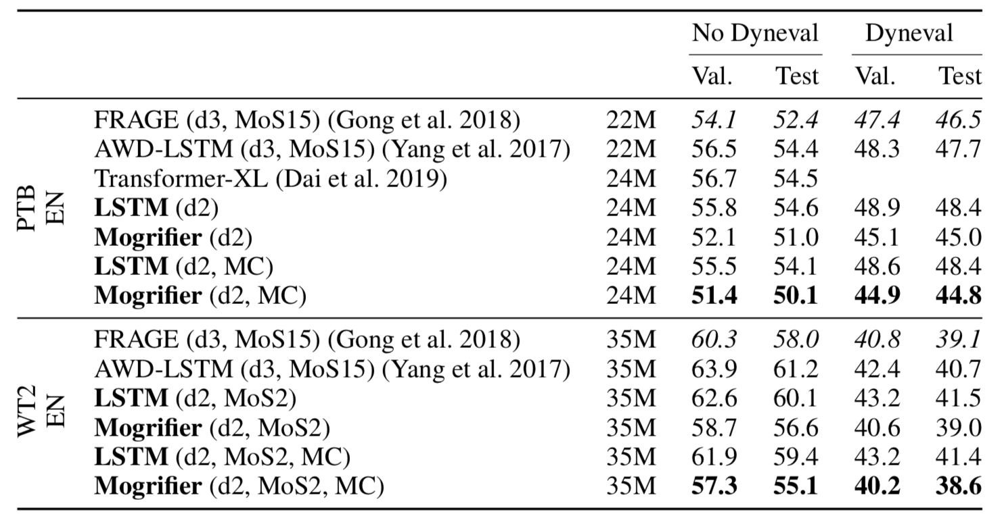 No Dyneval Dyneval
Val. Test Val. Test
PTB EN
FRAGE (d3, MoS15) (Gong et al. 2018) 22M 54.1 52.4 47.4 46.5
AWD-LSTM (d3, MoS15) (Yang et al. 2017) 22M 56.5 54.4 48.3 47.7
Transformer-XL (Dai et al. 2019) 24M 56.7 54.5
LSTM (d2) 24M 55.8 54.6 48.9 48.4
Mogrifier (d2) 24M 52.1 51.0 45.1 45.0
LSTM (d2, MC) 24M 55.5 54.1 48.6 48.4
Mogrifier (d2, MC) 24M 51.4 50.1 44.9 44.8
WT2 EN
FRAGE (d3, MoS15) (Gong et al. 2018) 35M 60.3 58.0 40.8 39.1
AWD-LSTM (d3, MoS15) (Yang et al. 2017) 35M 63.9 61.2 42.4 40.7
LSTM (d2, MoS2) 35M 62.6 60.1 43.2 41.5
Mogrifier (d2, MoS2) 35M 58.7 56.6 40.6 39.0
LSTM (d2, MoS2, MC) 35M 61.9 59.4 43.2 41.4
Mogrifier (d2, MoS2, MC) 35M 57.3 55.1 40.2 38.6